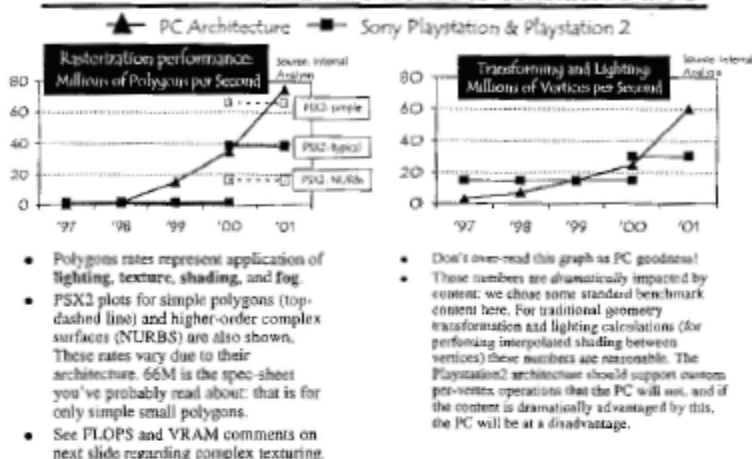 PC Architecture Sony Playstation & Playstation 2
Rasterization performance:
Millions of Polygons per Second
Source: Internal
Analysis
80
60
40
20
0
PSX2-simple
PSX2-typical
PSX2-NURBs
'97 '98 '99 '00 '01
Transforming and Lighting:
Millions of Vertices per Second
Source: Internal
Analysis
80
60
40
20
0
'97 '98 '99 '00 '01
• Polygons rates represent application of
lighting, texture, shading, and fog.
• PSX2 plots for simple polygons (top-
dashed line) and higher-order complex
surfaces (NURBS) are also shown.
These rates vary due to their
architecture. 66M is the spec-sheet
you've probably read about: that is for
only simple small polygons.
• See FLOPS and VRAM comments on
next slide regarding complex texturing.
• Don't over-read this graph as PC goodness!
• These numbers are dramatically impacted by
content: we chose some standard benchmark
content here. For traditional geometry
transformation and lighting calculations (for
performing interpolated shading between
vertices) these numbers are reasonable. The
Playstation2 architecture should support custom
per-vertex operations that the PC will not, and if
the content is dramatically advantaged by this,
the PC will be at a disadvantage.